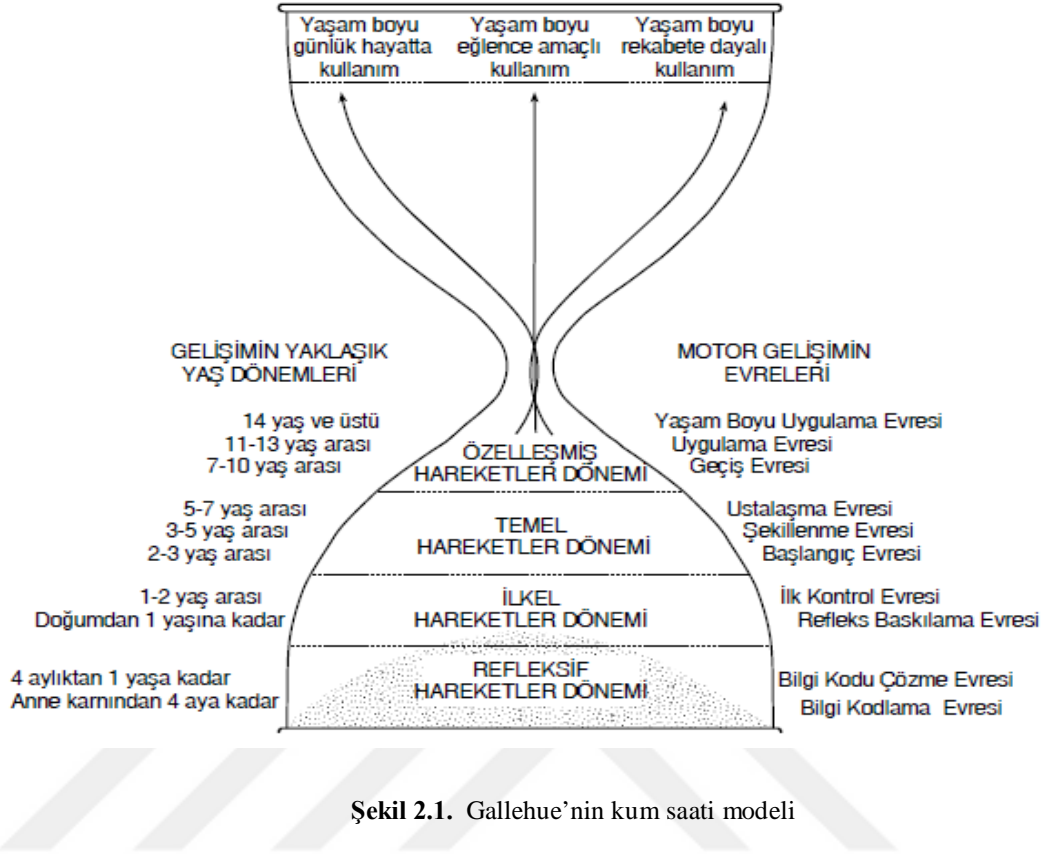 Yaşam boyu
günlük hayatta
kullanım
Yaşam boyu
eğlence amaçlı
kullanım
Yaşam boyu
rekabete dayalı
kullanım
GELİŞİMİN YAKLAŞIK
YAŞ DÖNEMLERİ
MOTOR GELİŞİMİN
EVRELERİ
14 yaş ve üstü
11-13 yaş arası
7-10 yaş arası
ÖZELLEŞMİŞ
HAREKETLER DÖNEMİ
Yaşam Boyu Uygulama Evresi
Uygulama Evresi
Geçiş Evresi
5-7 yaş arası
3-5 yaş arası
2-3 yaş arası
TEMEL
HAREKETLER DÖNEMİ
Ustalaşma Evresi
Şekillenme Evresi
Başlangıç Evresi
1-2 yaş arası
Doğumdan 1 yaşına kadar
İLKEL
HAREKETLER DÖNEMİ
İlk Kontrol Evresi
Refleks Baskılama Evresi
4 aylıktan 1 yaşa kadar
Anne karnından 4 aya kadar
REFLEKSİF
HAREKETLER DÖNEMİ
Bilgi Kodu Çözme Evresi
Bilgi Kodlama Evresi
Şekil 2.1. Gallehue’nin kum saati modeli